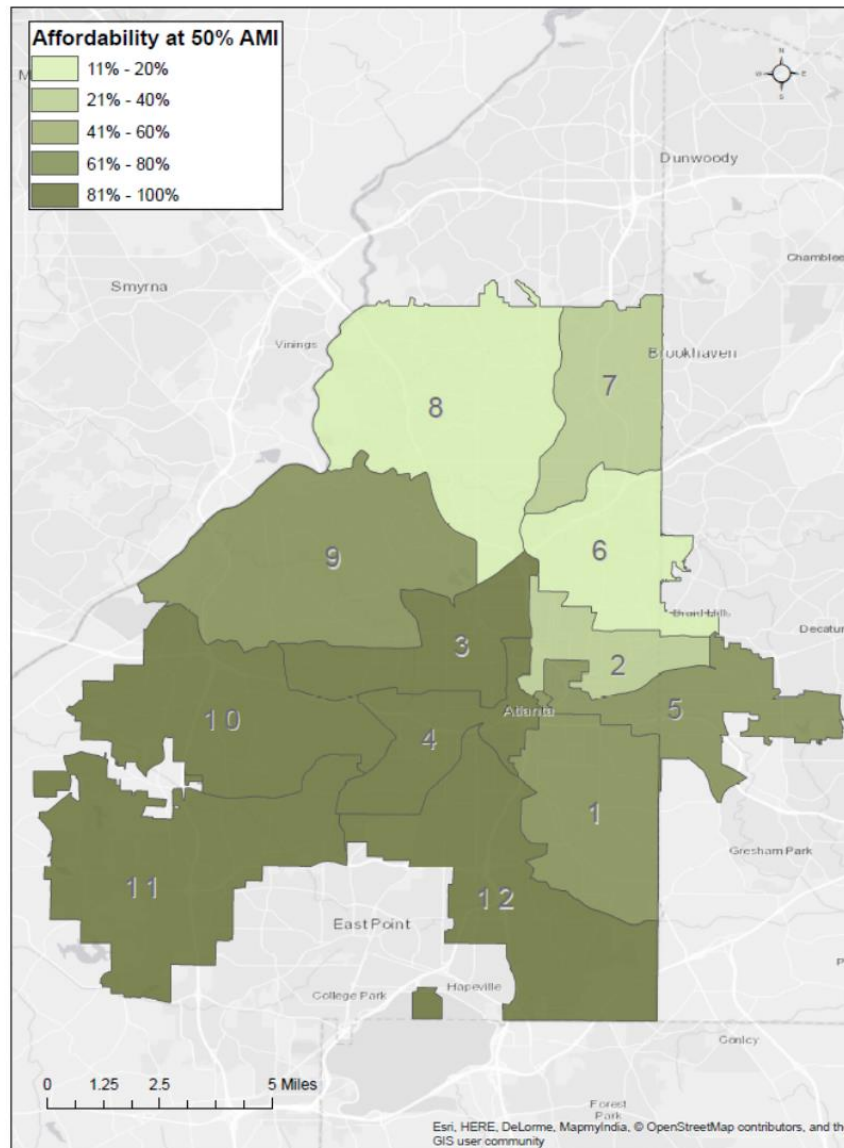 Affordability at 50% AMI
11% - 20%
21% - 40%
41% - 60%
61% - 80%
81% - 100%
N
W E
S
Dunwoody
Chamblee
Smyrna
Vinings
Brookhaven
8
7
9
6
Decatur
3
2
Atlanta
5
10
4
1
Gresham Park
11
12
East Point
Hapeville
College Park
Conley
0 1.25 2.5 5 Miles
Forest
Park
Esri, HERE, DeLorme, MapmyIndia, © OpenStreetMap contributors, and the
GIS user community